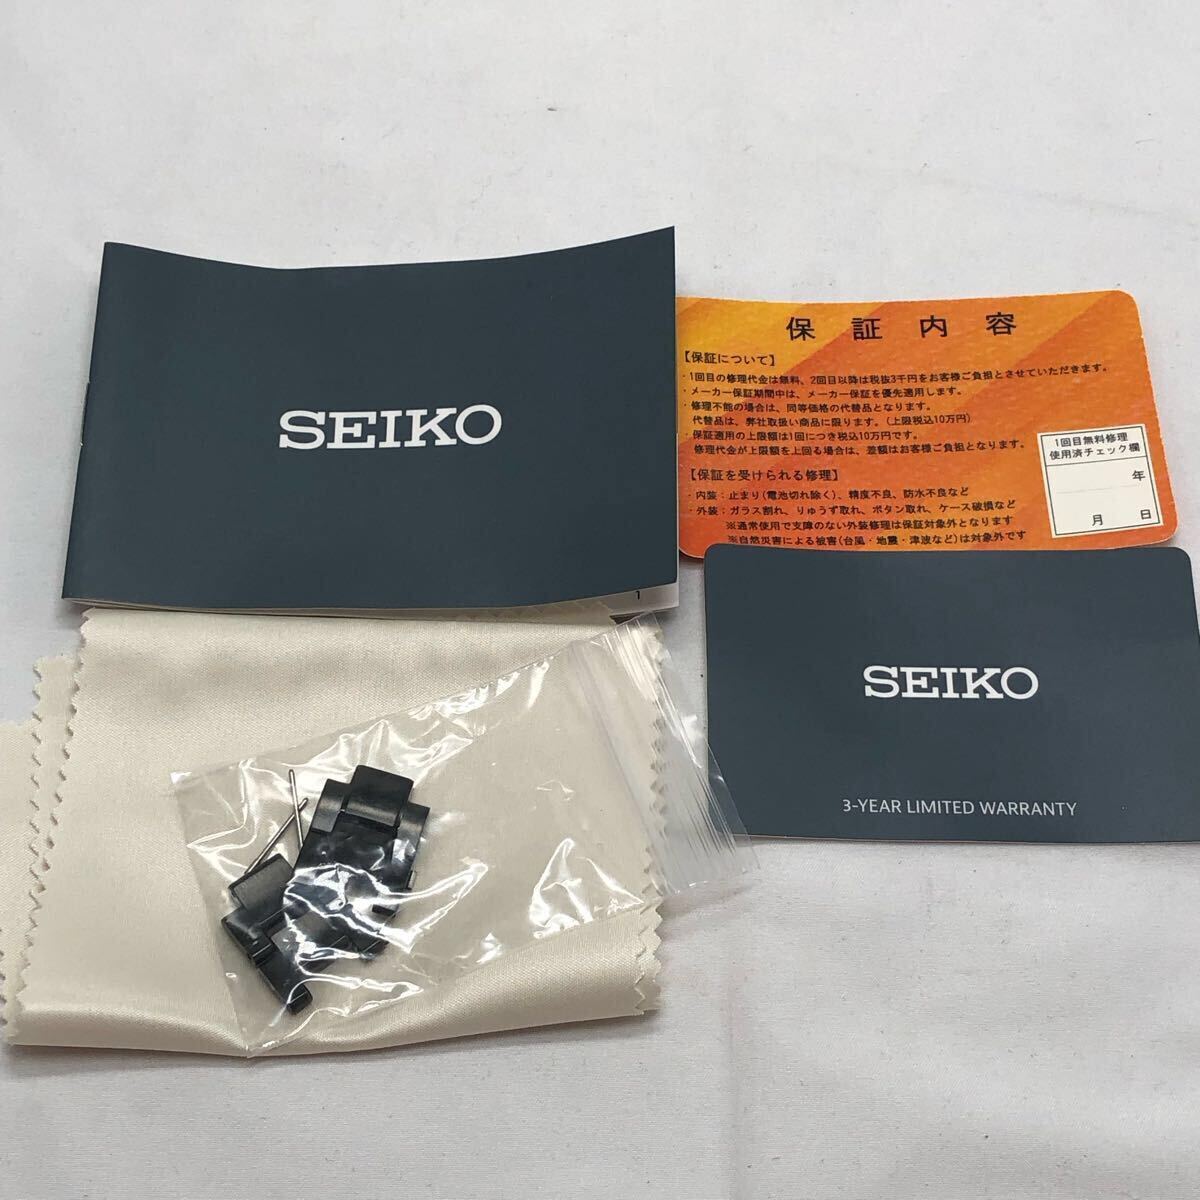 SEIKO
1
保証内容
【保証について】
・1回目の修理代金は無料、2回目以降は税抜3千円をお客様ご負担とさせていただきます。
・メーカー保証期間中は、メーカー保証を優先適用します。
・修理不能の場合は、同等価格の代替品となります。
代替品は、弊社取扱い商品に限ります。(上限税込10万円)
・保証適用の上限額は1回につき税込10万円です。
修理代金が上限額を上回る場合は、差額はお客様ご負担となります。
【保証を受けられる修理】
・内装：止まり(電池切れ除く)、精度不良、防水不良など
・外装：ガラス割れ、りゅうず取れ、ボタン取れ、ケース破損など
※通常使用で支障のない外装修理は保証対象外となります
※自然災害による被害(台風・地震・津波など)は対象外です
1回目無料修理
使用済チェック欄
年
月 日
SEIKO
3-YEAR LIMITED WARRANTY